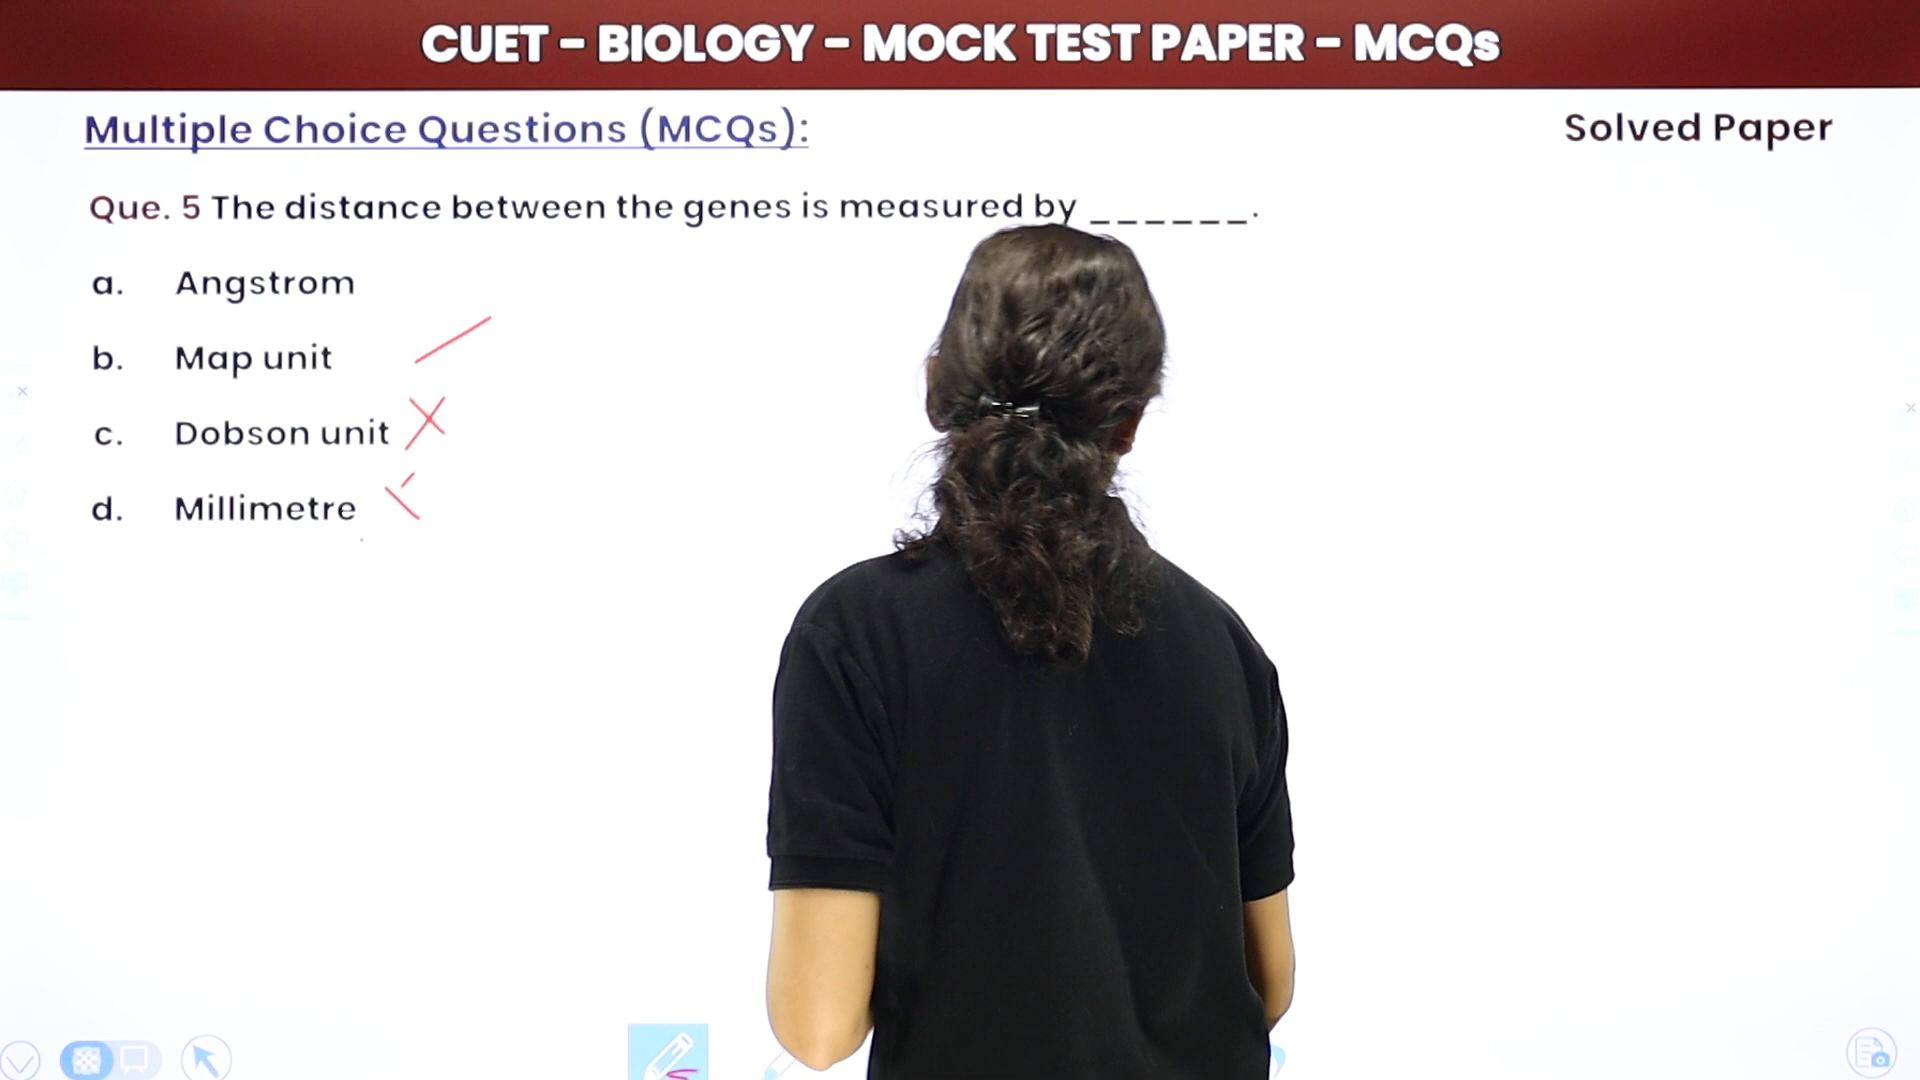 CUET - BIOLOGY - MOCK TEST PAPER - MCQs
Multiple Choice Questions (MCQs):
Solved Paper
Que. 5 The distance between the genes is measured by ______.
a. Angstrom
b. Map unit
c. Dobson unit
d. Millimetre